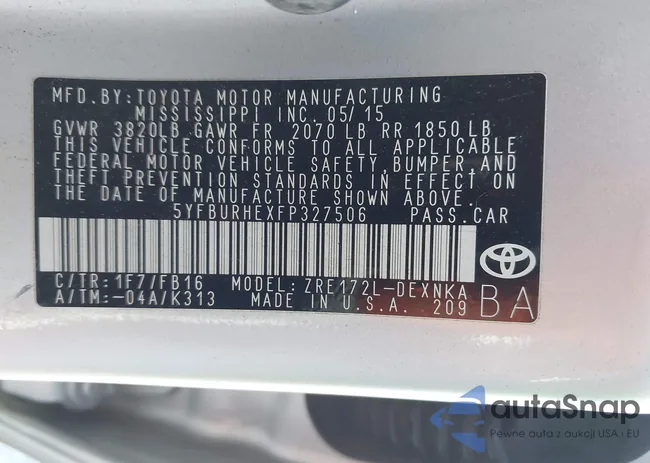 MFD.BY:TOYOTA MOTOR MANUFACTURING
MISSISSIPPI INC. 05/15
GVWR 3820LB GAWR FR 2070 LB RR 1850 LB
THIS VEHICLE CONFORMS TO ALL APPLICABLE
FEDERAL MOTOR VEHICLE SAFETY, BUMPER, AND
THEFT PREVENTION STANDARDS IN EFFECT ON
THE DATE OF MANUFACTURE SHOWN ABOVE.
5YFBURHEXFP327506 PASS.CAR
C/TR: 1F7/FB16 MODEL: ZRE172L-DEXNKA
A/TM:-04A/K313 MADE IN U.S.A. 209 BA
autaSnap
Pewne auta z aukcji USA i EU